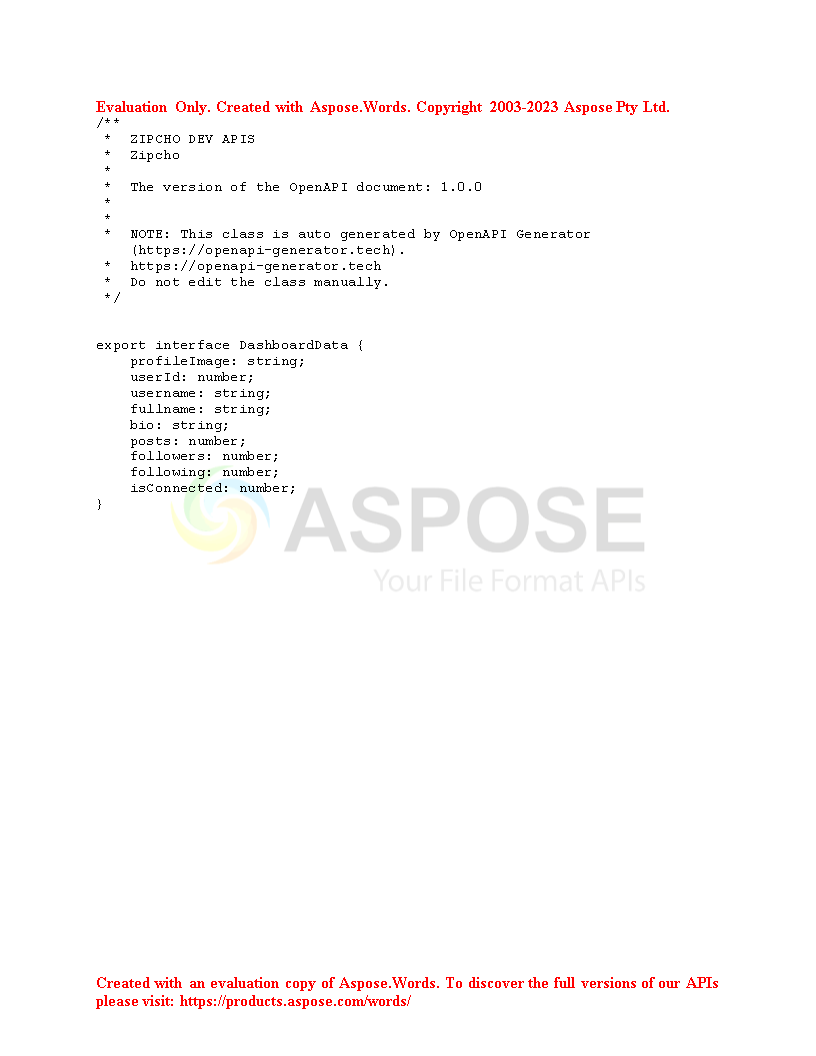 Evaluation Only. Created with Aspose.Words. Copyright 2003-2023 Aspose Pty Ltd.
/**
 *  ZIPCHO DEV APIS
 *  Zipcho
 *
 *  The version of the OpenAPI document: 1.0.0
 *
 *
 *  NOTE: This class is auto generated by OpenAPI Generator
    (https://openapi-generator.tech).
 *  https://openapi-generator.tech
 *  Do not edit the class manually.
 */
export interface DashboardData {
    profileImage: string;
    userId: number;
    username: string;
    fullname: string;
    bio: string;
    posts: number;
    followers: number;
    following: number;
    isConnected: number;
}
ASPOSE
Your File Format APIs
Created with an evaluation copy of Aspose.Words. To discover the full versions of our APIs
please visit: https://products.aspose.com/words/